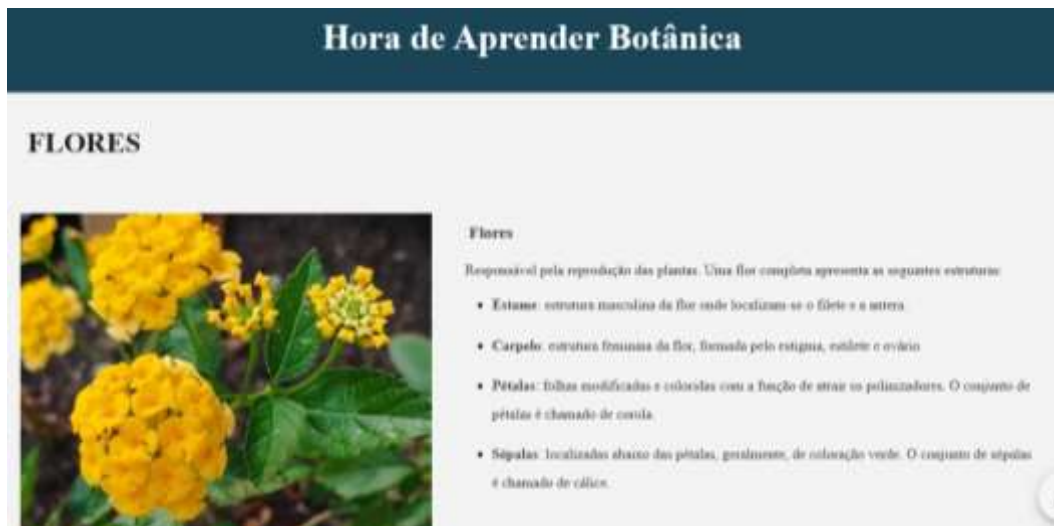 Hora de Aprender Botânica
FLORES
Flores
Responsável pela reprodução das plantas. Uma flor completa apresenta as seguintes estruturas:
• Estame: estrutura masculina da flor onde localizam-se o filete e a antera.
• Carpelo: estrutura feminina da flor, formada pelo estigma, estilete e ovário.
• Pétalas: folhas modificadas e coloridas com a função de atrair os polinizadores. O conjunto de
pétalas é chamado de corola.
• Sépalas: localizadas abaixo das pétalas, geralmente, de coloração verde. O conjunto de sépalas
é chamado de cálice.